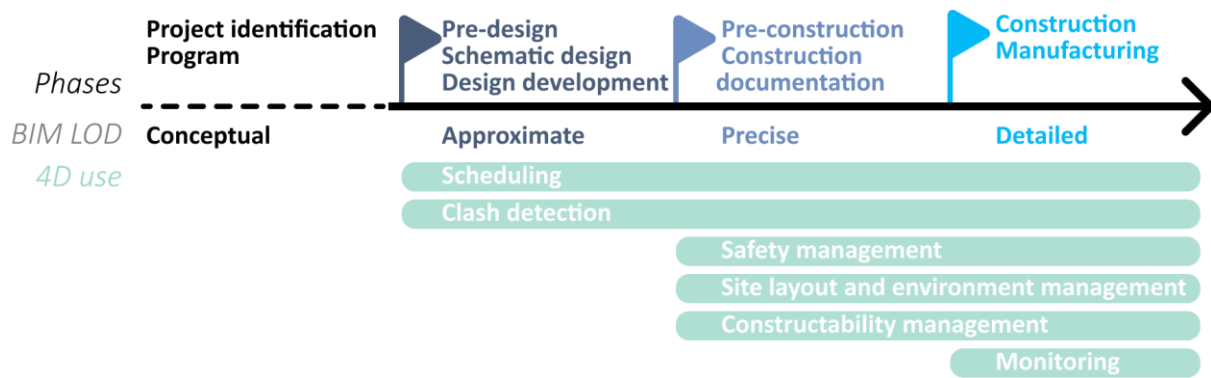 Project identification
Program
Pre-design
Schematic design
Design development
Pre-construction
Construction
documentation
Construction
Manufacturing
Phases
BIM LOD
Conceptual
Approximate
Precise
Detailed
4D use
Scheduling
Clash detection
Safety management
Site layout and environment management
Constructability management
Monitoring